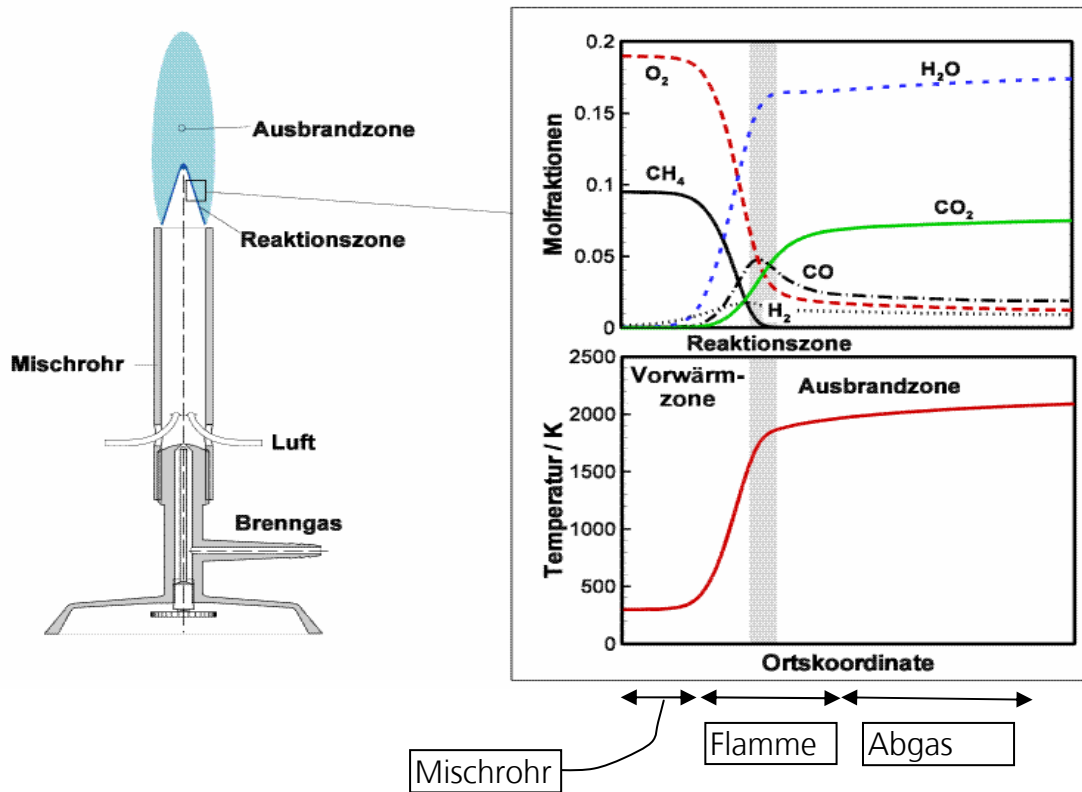 Ausbrandzone
Reaktionszone
Mischrohr
Luft
Brenngas
Molfraktionen
0.2
0.15
0.1
0.05
0
O₂
CH₄
H₂O
CO₂
CO
H₂
Reaktionszone
Temperatur / K
2500
2000
1500
1000
500
0
Vorwärm-
zone
Ausbrandzone
Ortskoordinate
Mischrohr
Flamme
Abgas